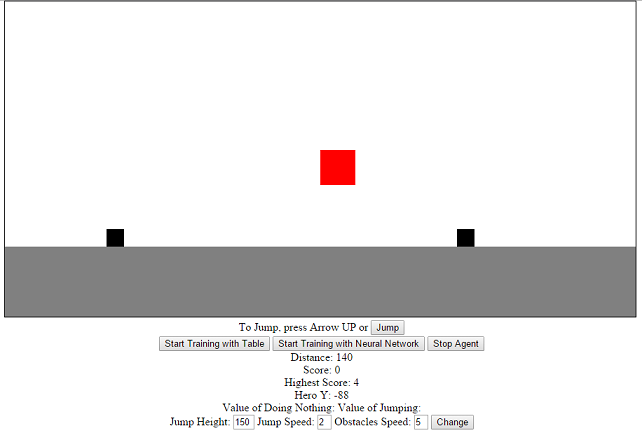 To Jump, press Arrow UP or Jump
Start Training with Table Start Training with Neural Network Stop Agent
Distance: 140
Score: 0
Highest Score: 4
Hero Y: -88
Value of Doing Nothing: Value of Jumping:
Jump Height: 150 Jump Speed: 2 Obstacles Speed: 5 Change